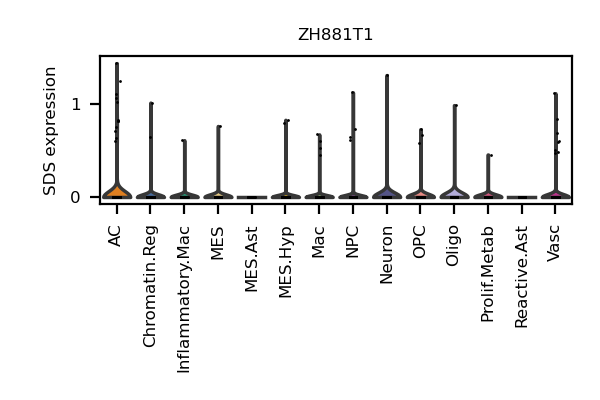 ZH881T1
SDS expression
1
0
AC
Chromatin.Reg
Inflammatory.Mac
MES
MES.Ast
MES.Hyp
Mac
NPC
Neuron
OPC
Oligo
Prolif.Metab
Reactive.Ast
Vasc